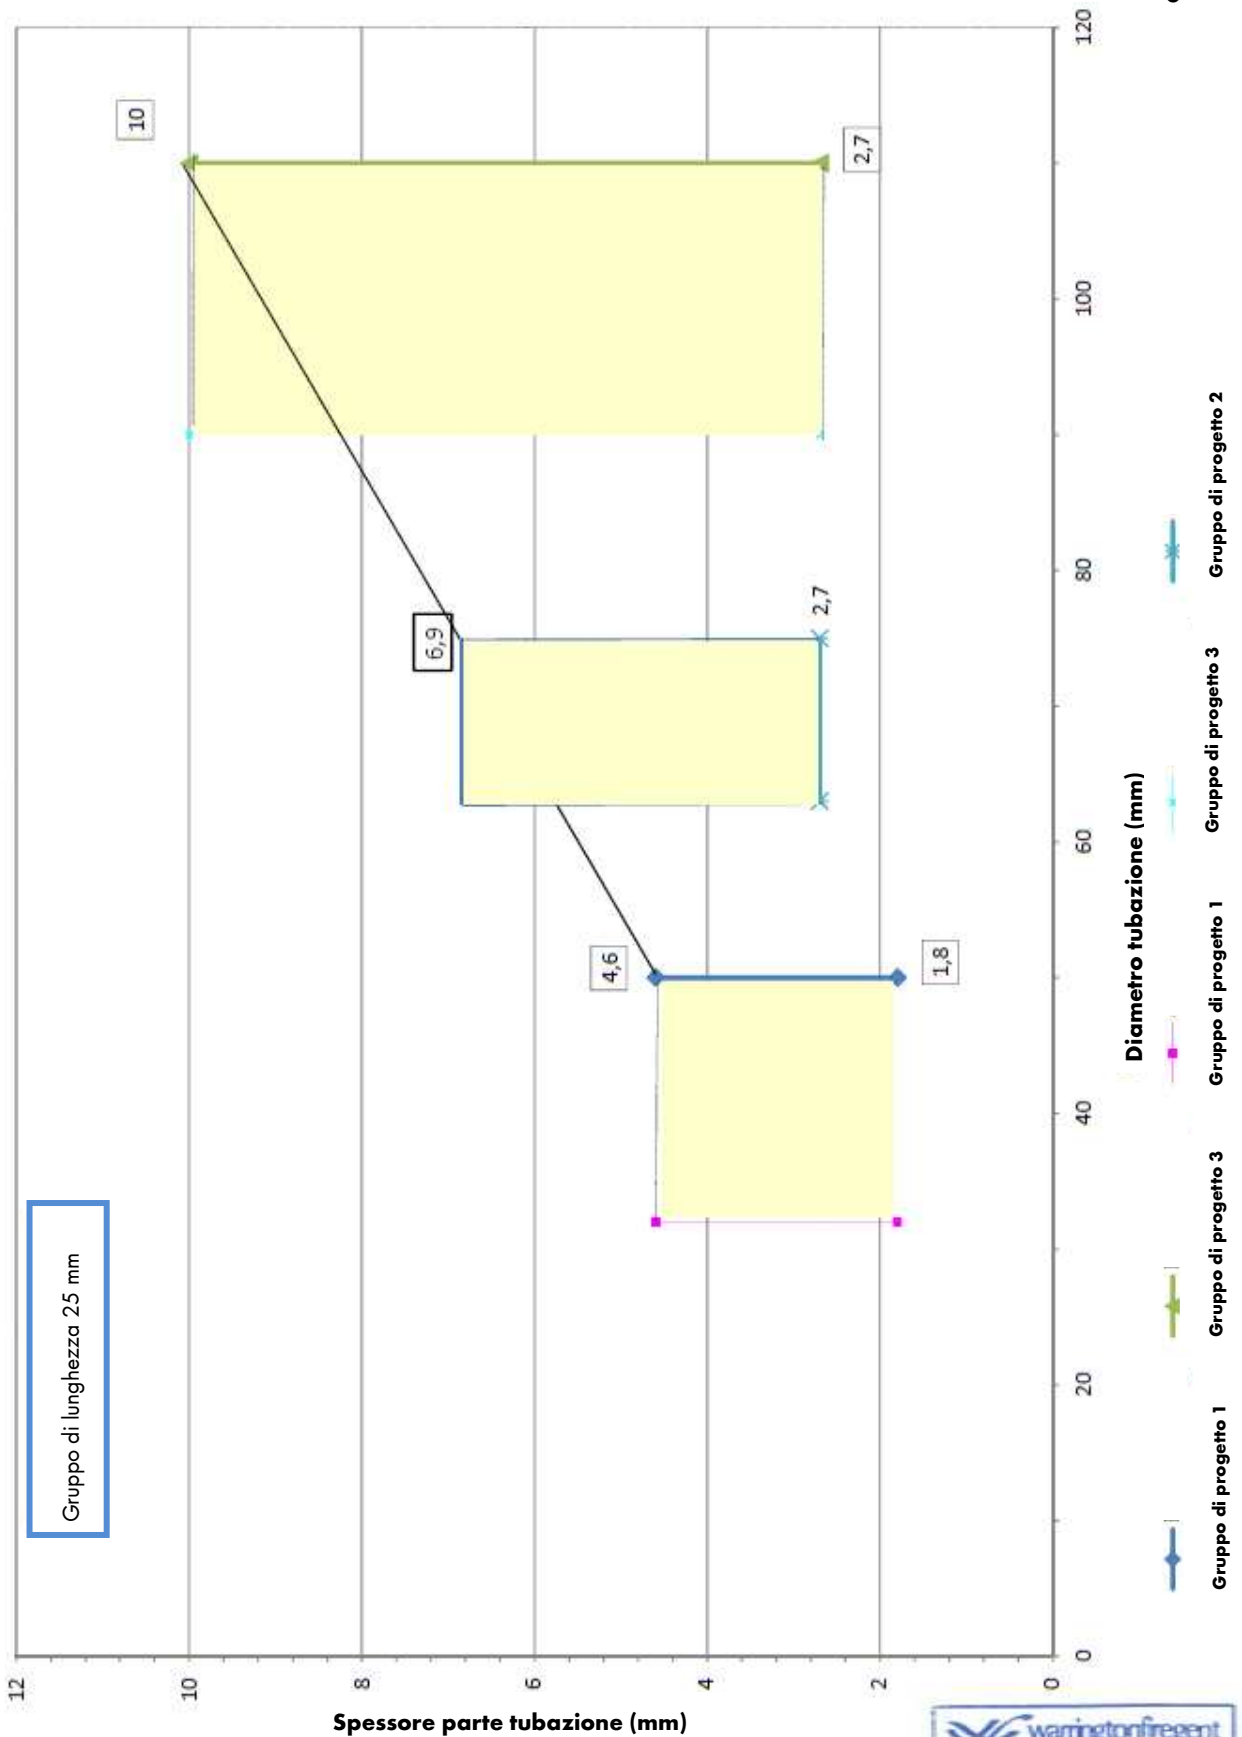 Gruppo di lunghezza 25 mm
12
10
8
6
4
2
0
Spessore parte tubazione (mm)
0
20
40
60
80
100
120
Diametro tubazione (mm)
4,6
1,8
6,9
2,7
10
2,7
Gruppo di progetto 1
Gruppo di progetto 3
Gruppo di progetto 1
Gruppo di progetto 3
Gruppo di progetto 2
warringtonfiregent